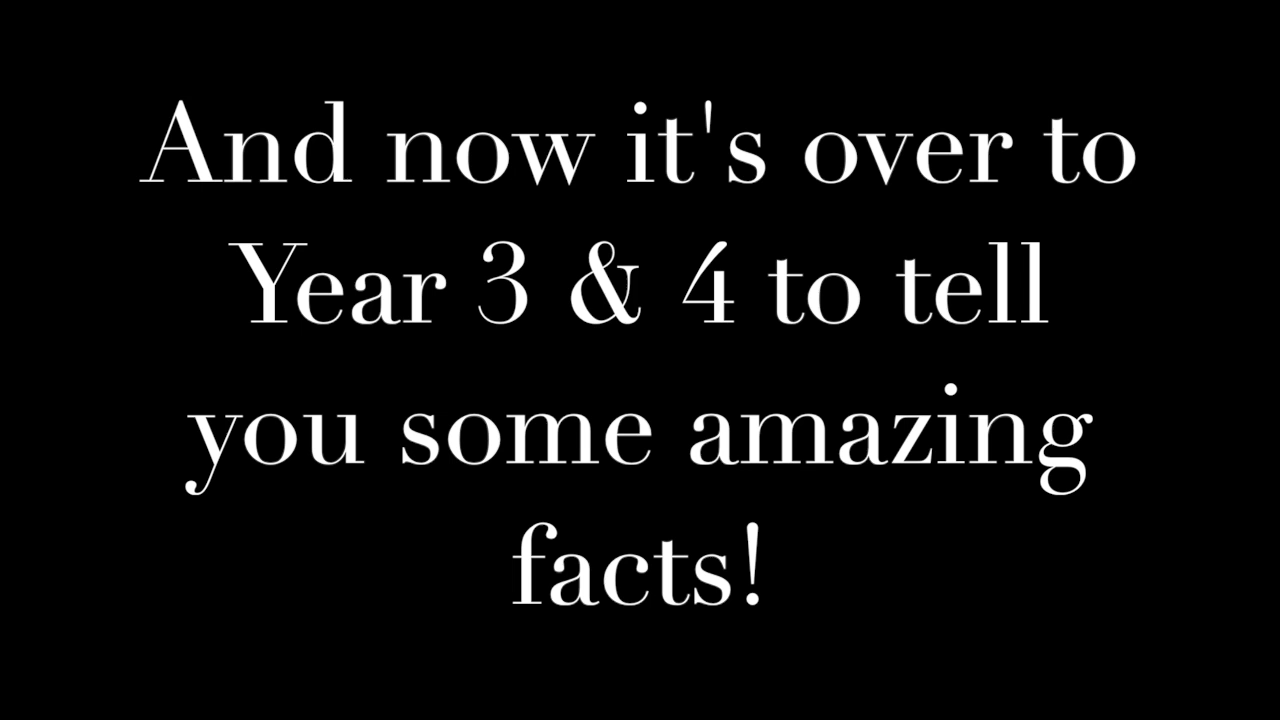 And now it's over to
Year 3 & 4 to tell
you some amazing
facts!